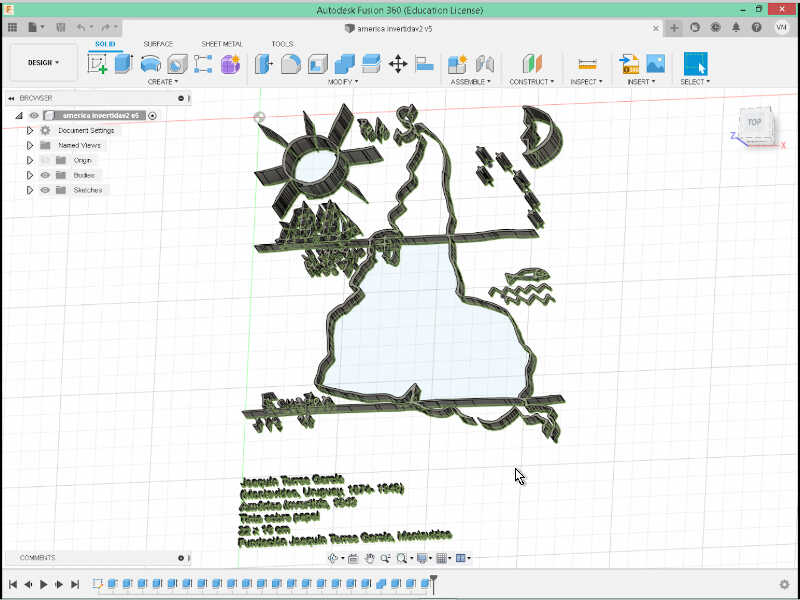 Autodesk Fusion 360 (Education License)
america invertidav2 v5
VM
SOLID SURFACE SHEET METAL TOOLS
DESIGN
CREATE MODIFY ASSEMBLE CONSTRUCT INSPECT INSERT SELECT
BROWSER
america invertidav2 v5
Document Settings
Named Views
Origin
Bodies
Sketches
TOP
Z
X
S
Joaquin Torres García
(Montevideo, Uruguay, 1874- 1949)
América Invertida, 1943
Tinta sobre papel
22 x 16 cm
Fundación Joaquín Torres García, Montevideo
COMMENTS